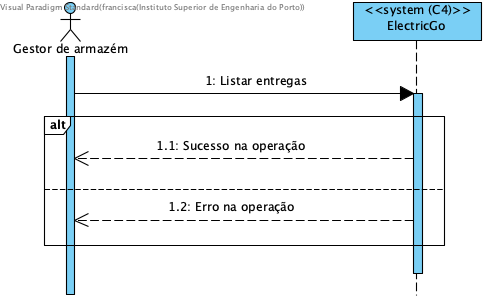 Visual Paradigm Standard(francisca(Instituto Superior de Engenharia do Porto))
<<system (C4)>>
ElectricGo
Gestor de armazém
1: Listar entregas
alt
1.1: Sucesso na operação
1.2: Erro na operação